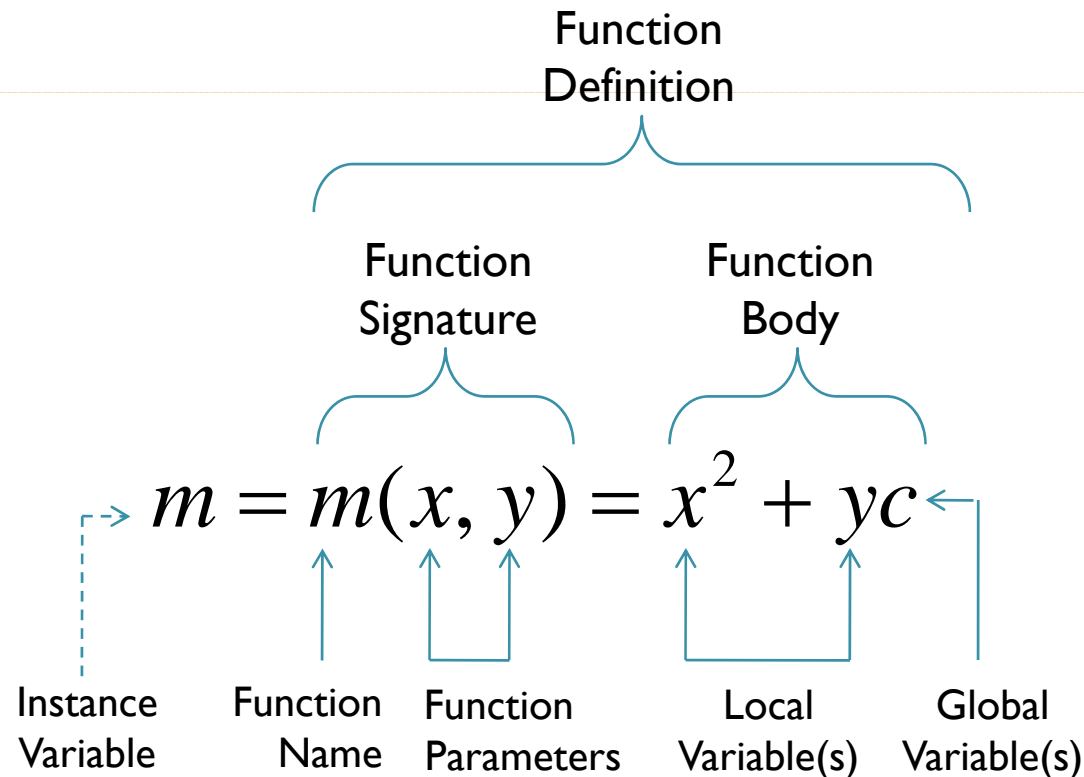 Function
Definition
Function
Signature
Function
Body
m = m(x, y) = x² + yc
Instance
Variable
Function
Name
Function
Parameters
Local
Variable(s)
Global
Variable(s)